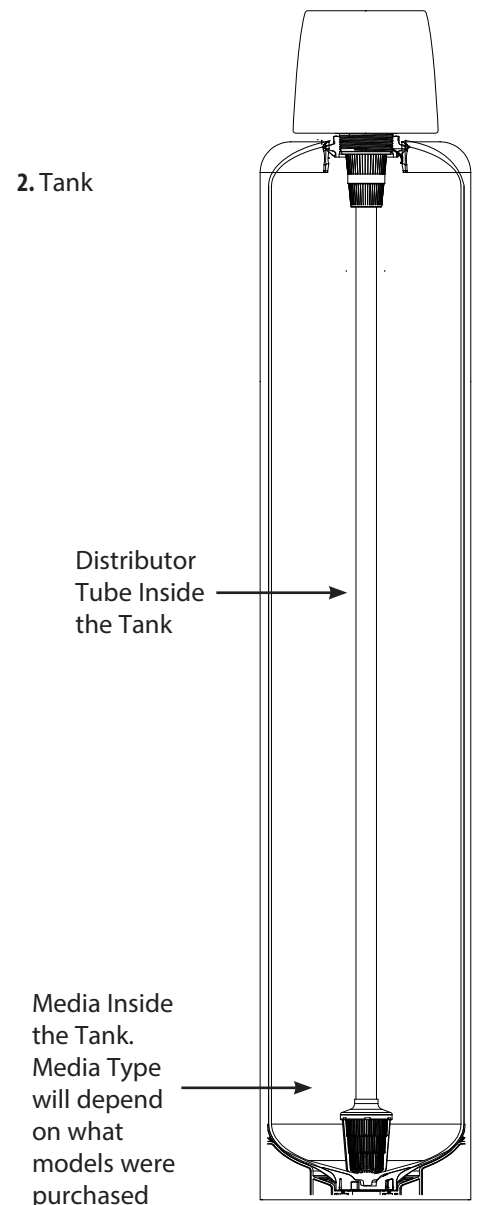 2. Tank
Distributor
Tube Inside
the Tank
Media Inside
the Tank.
Media Type
will depend
on what
models were
purchased